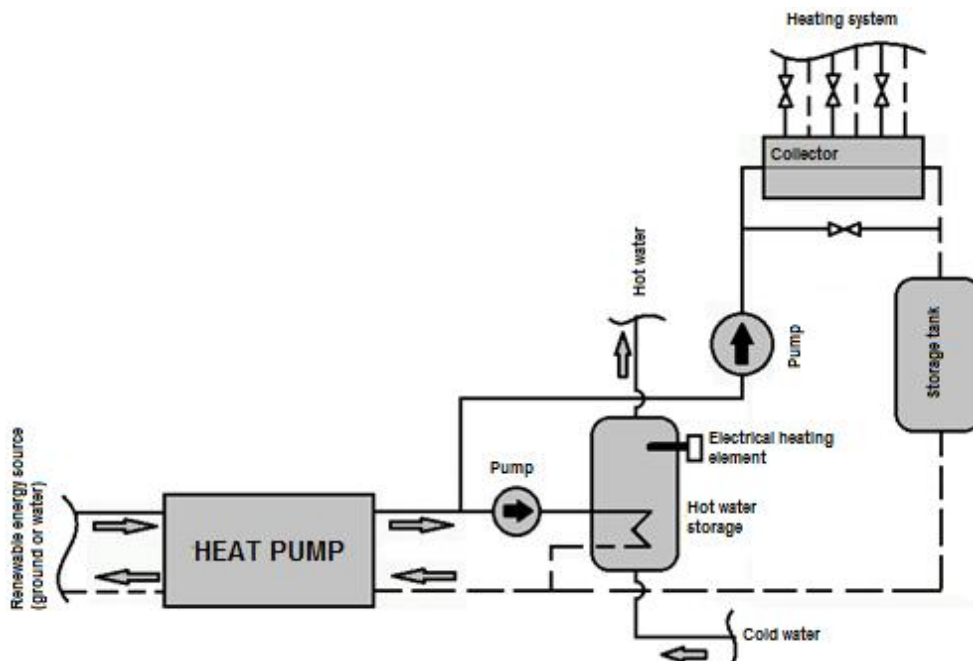 Heating system
Collector
Hot water
Pump
storage tank
Electrical heating
element
Pump
Hot water
storage
Renewable energy source
(ground or water)
HEAT PUMP
Cold water